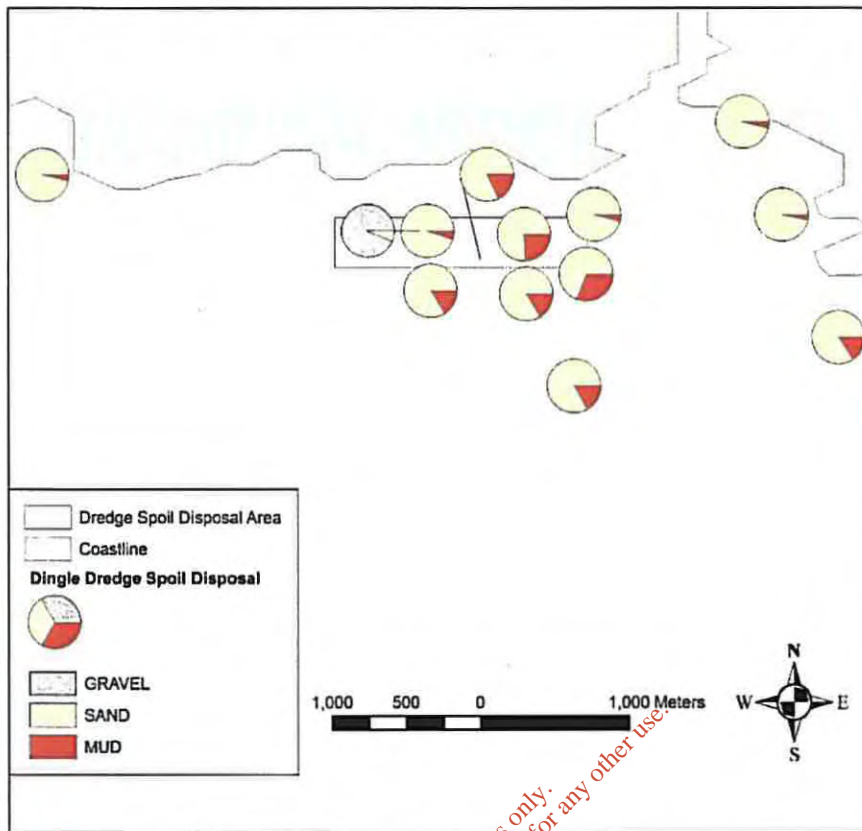 Dredge Spoil Disposal Area
Coastline
Dingle Dredge Spoil Disposal
GRAVEL
SAND
MUD
1,000 500 0 1,000 Meters
N
W E
S
s only.
for any other use.